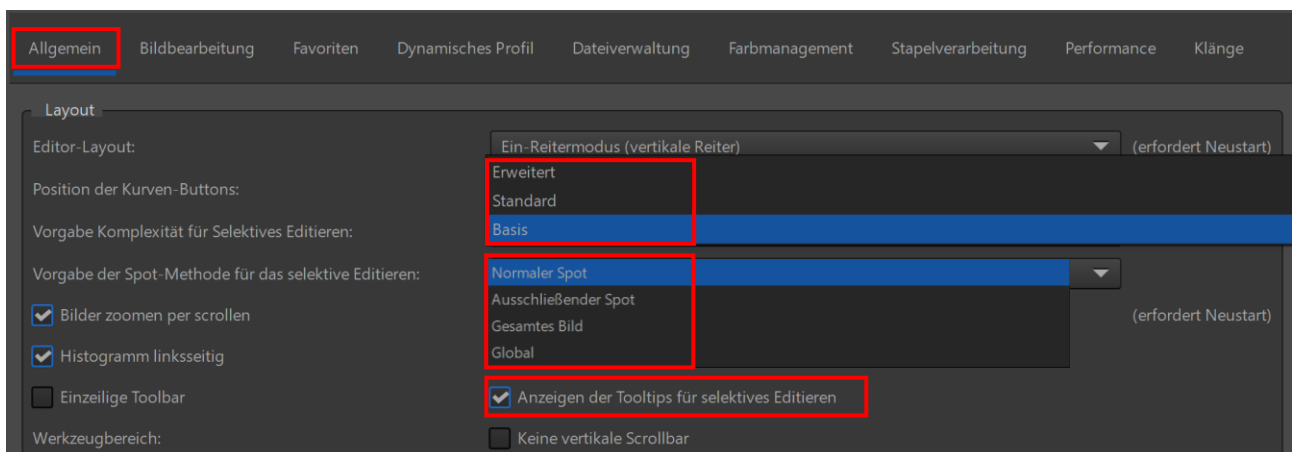 Allgemein Bildbearbeitung Favoriten Dynamisches Profil Dateiverwaltung Farbmanagement Stapelverarbeitung Performance Klänge
Layout
Editor-Layout: Ein-Reitermodus (vertikale Reiter) (erfordert Neustart)
Erweitert
Position der Kurven-Buttons:
Standard
Vorgabe Komplexität für Selektives Editieren: Basis
Vorgabe der Spot-Methode für das selektive Editieren: Normaler Spot
Ausschließender Spot
Bilder zoomen per scrollen (erfordert Neustart)
Gesamtes Bild
Histogramm linksseitig Global
Einzeilige Toolbar Anzeigen der Tooltips für selektives Editieren
Werkzeugbereich: Keine vertikale Scrollbar